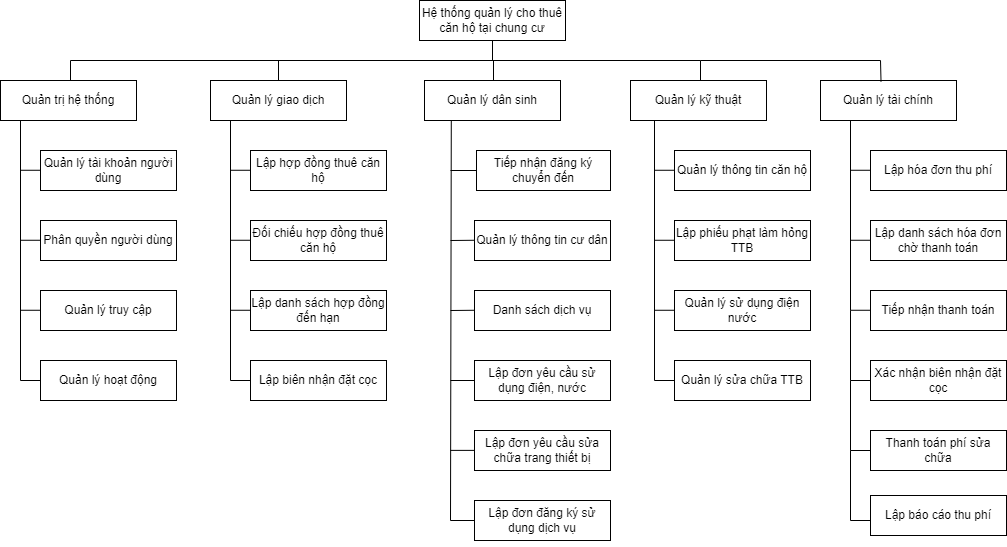 Hệ thống quản lý cho thuê
căn hộ tại chung cư
Quản trị hệ thống
Quản lý giao dịch
Quản lý dân sinh
Quản lý kỹ thuật
Quản lý tài chính
Quản lý tài khoản người
dùng
Phân quyền người dùng
Quản lý truy cập
Quản lý hoạt động
Lập hợp đồng thuê căn
hộ
Đối chiếu hợp đồng thuê
căn hộ
Lập danh sách hợp đồng
đến hạn
Lập biên nhận đặt cọc
Tiếp nhận đăng ký
chuyển đến
Quản lý thông tin cư dân
Danh sách dịch vụ
Lập đơn yêu cầu sử
dụng điện, nước
Lập đơn yêu cầu sửa
chữa trang thiết bị
Lập đơn đăng ký sử
dụng dịch vụ
Quản lý thông tin căn hộ
Lập phiếu phạt làm hỏng
TTB
Quản lý sử dụng điện
nước
Quản lý sửa chữa TTB
Lập hóa đơn thu phí
Lập danh sách hóa đơn
chờ thanh toán
Tiếp nhận thanh toán
Xác nhận biên nhận đặt
cọc
Thanh toán phí sửa
chữa
Lập báo cáo thu phí